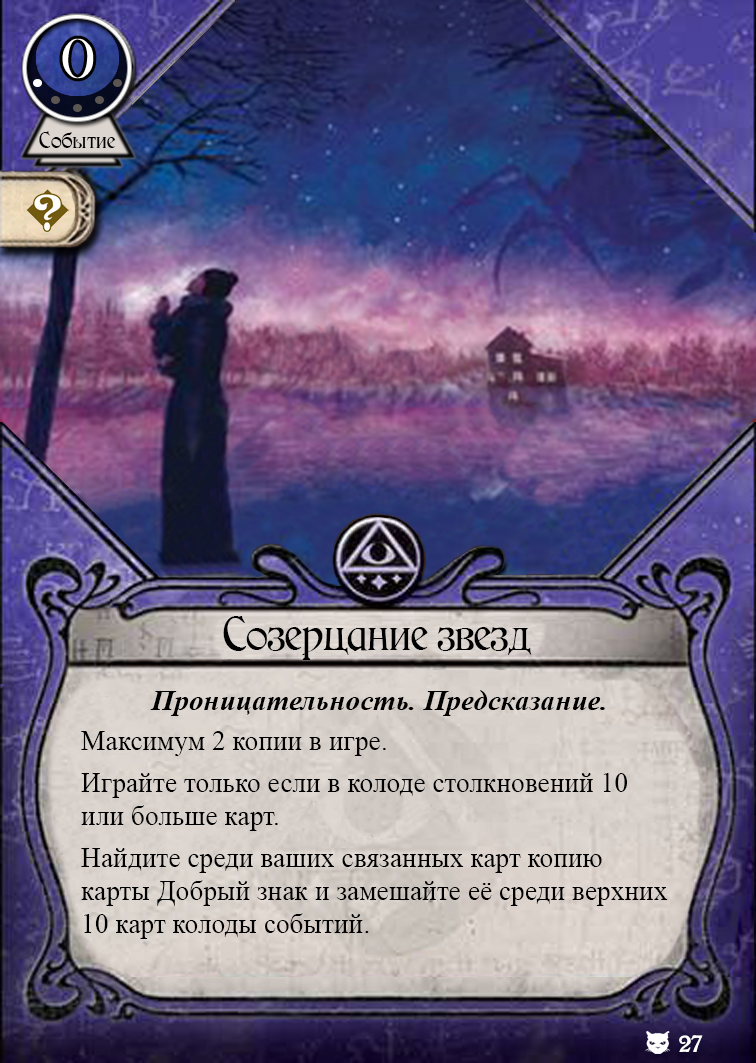 0
Событие
?
Созерцание звезд
Проницательность. Предсказание.
Максимум 2 копии в игре.
Играйте только если в колоде столкновений 10
или больше карт.
Найдите среди ваших связанных карт копию
карты Добрый знак и замешайте её среди верхних
10 карт колоды событий.
27